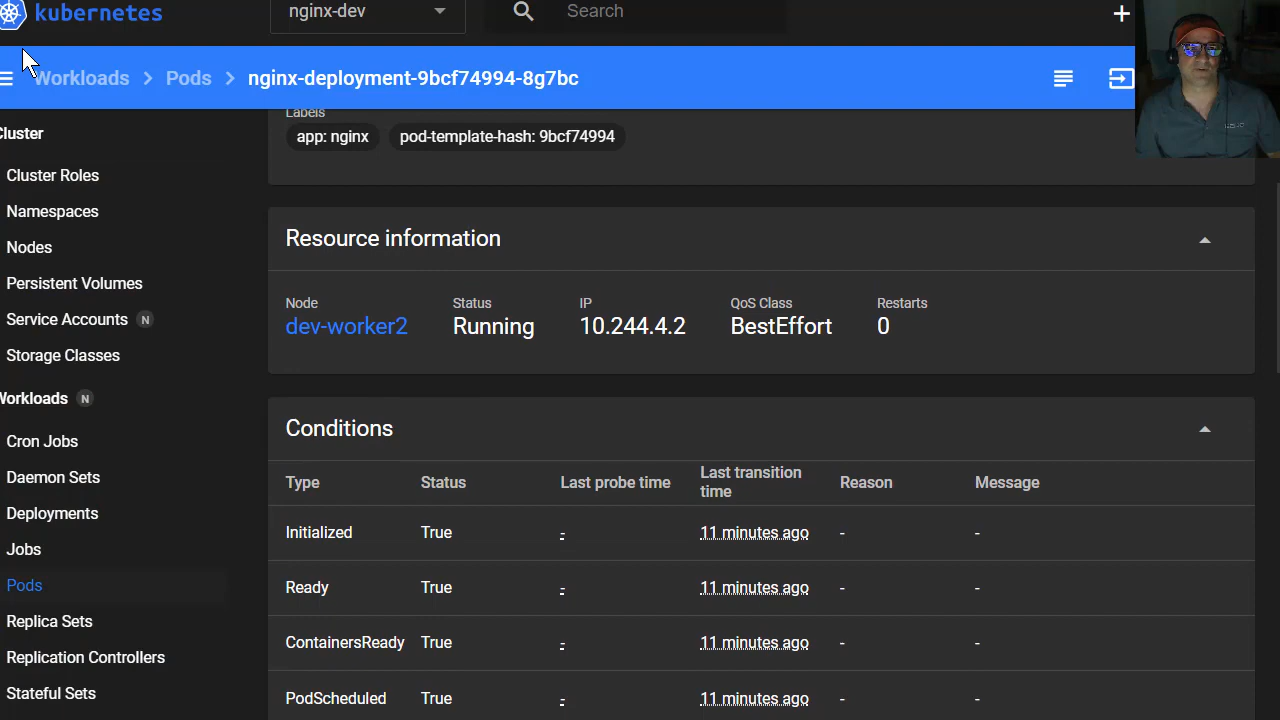 kubernetes
nginx-dev
Search
Workloads
Pods
nginx-deployment-9bcf74994-8g7bc
Cluster
Cluster Roles
Namespaces
Nodes
Persistent Volumes
Service Accounts N
Storage Classes
Workloads N
Cron Jobs
Daemon Sets
Deployments
Jobs
Pods
Replica Sets
Replication Controllers
Stateful Sets
Labels
app: nginx pod-template-hash: 9bcf74994
Resource information
Node Status IP QoS Class Restarts
dev-worker2 Running 10.244.4.2 BestEffort 0
Conditions
Type Status Last probe time Last transition time Reason Message
Initialized True - 11 minutes ago - -
Ready True - 11 minutes ago - -
ContainersReady True - 11 minutes ago - -
PodScheduled True - 11 minutes ago - -